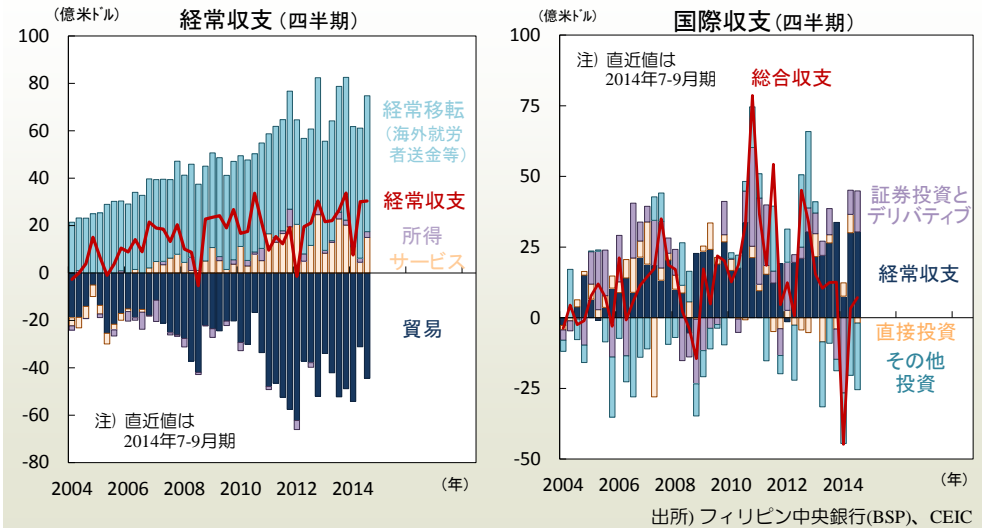 経常収支(四半期)
(億米ドル)
100
80
60
40
20
0
-20
-40
-60
-80
経常移転
(海外就労
者送金等)
経常収支
所得
サービス
貿易
注) 直近値は
2014年7-9月期
2004 2006 2008 2010 2012 2014
(年)
国際収支(四半期)
(億米ドル)
100
75
50
25
0
-25
-50
注) 直近値は
2014年7-9月期
総合収支
証券投資と
デリバティブ
経常収支
直接投資
その他
投資
2004 2006 2008 2010 2012 2014
(年)
出所) フィリピン中央銀行(BSP)、CEIC